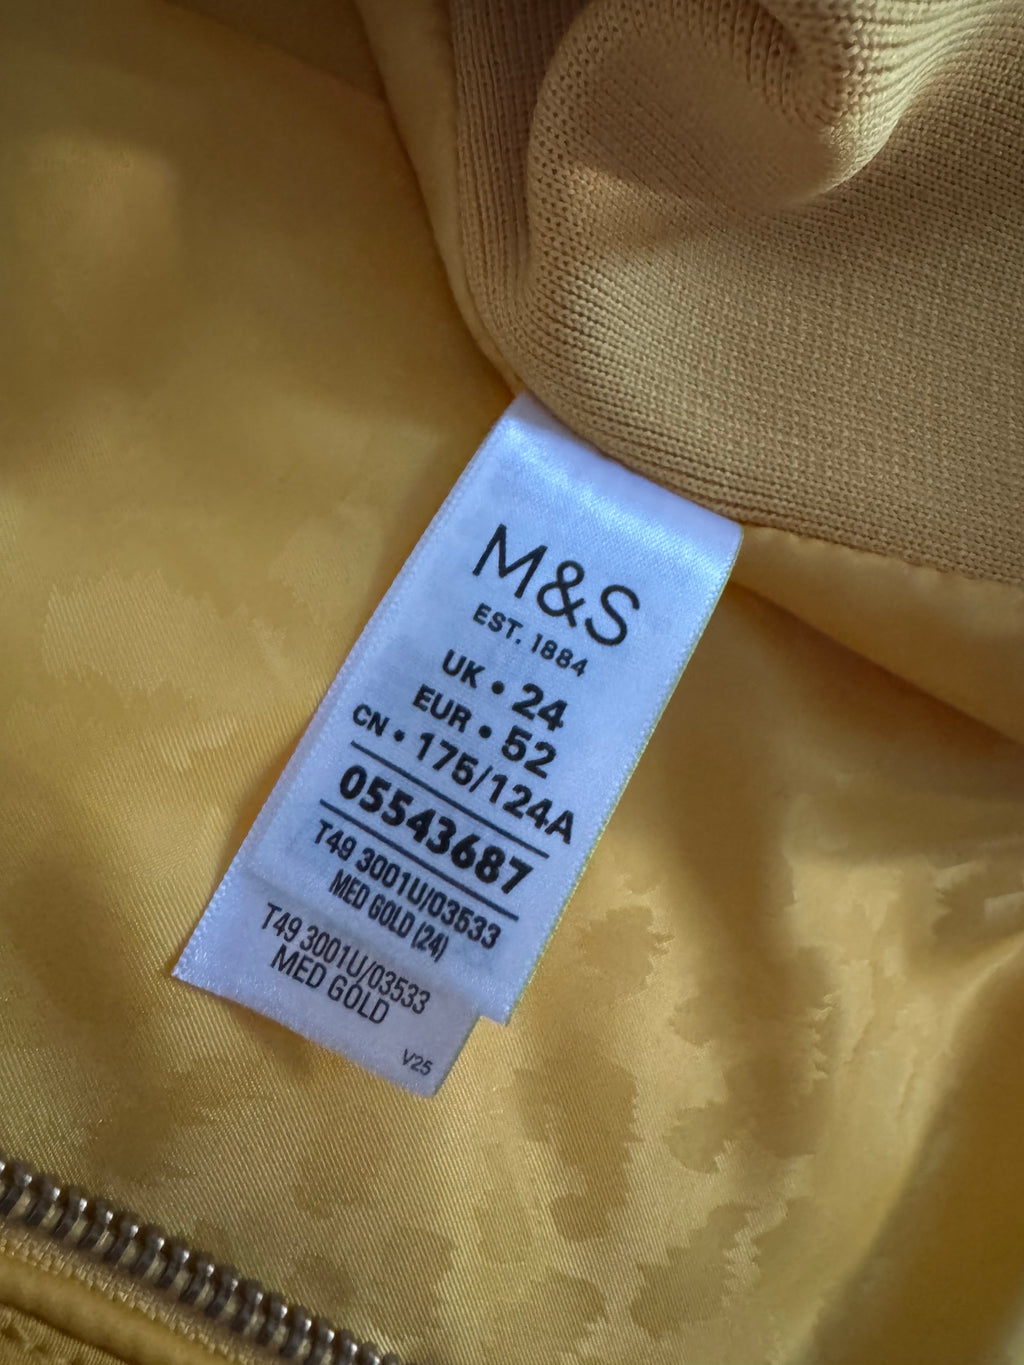 M&S
EST. 1884
UK • 24
EUR • 52
CN • 175/124A
05543687
T49 3001U/03533
MED GOLD (24)
T49 3001U/03533
MED GOLD
V25